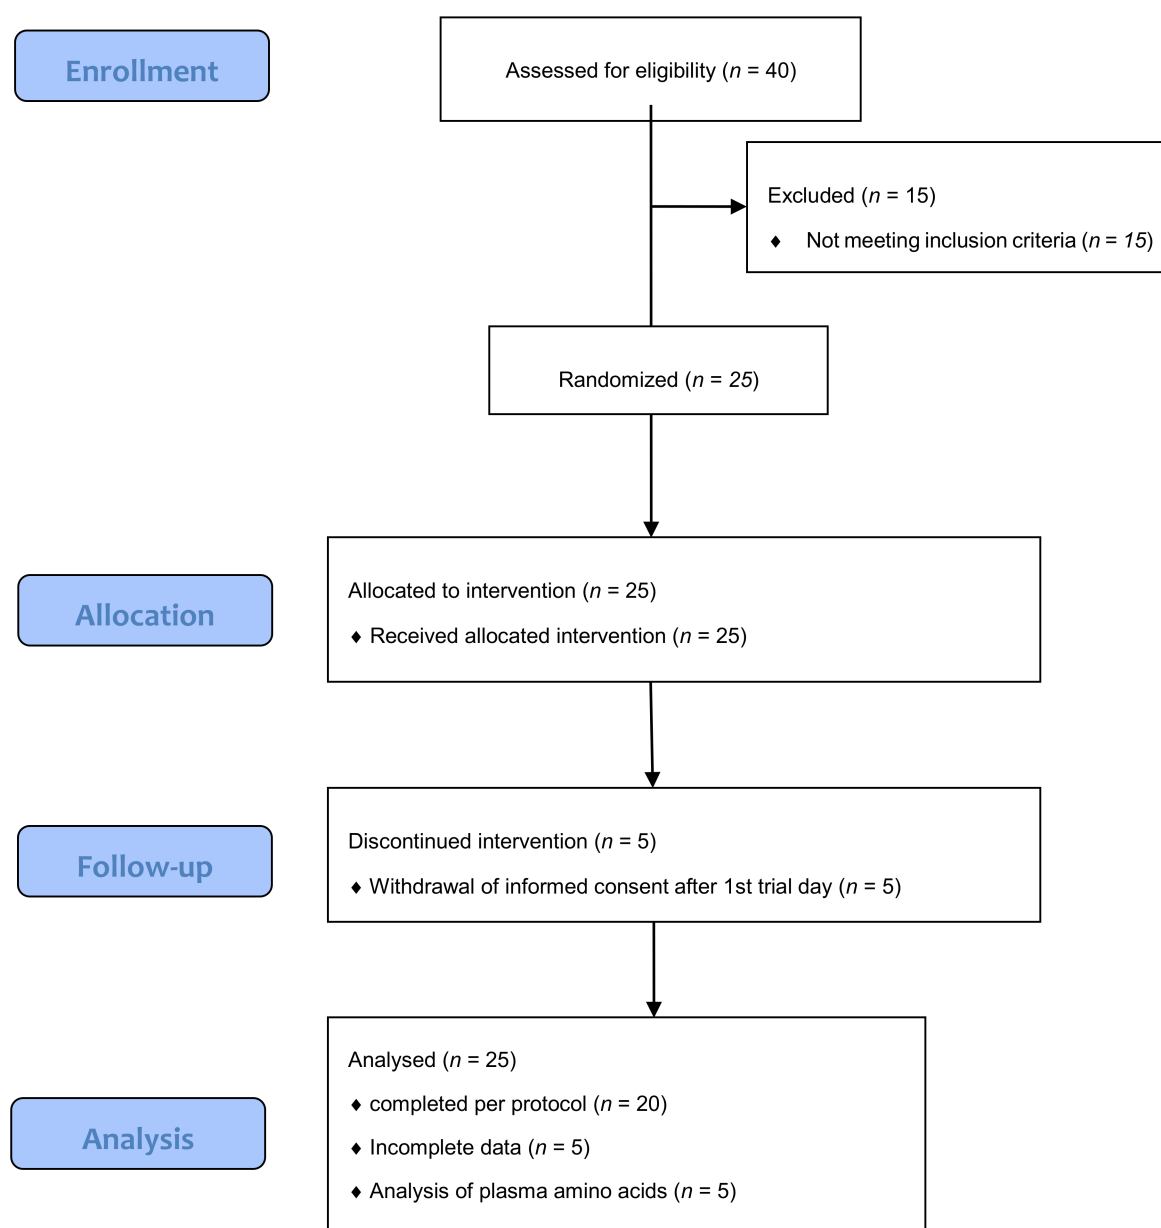 Enrollment
Assessed for eligibility (n = 40)
Excluded (n = 15)
♦ Not meeting inclusion criteria (n = 15)
Randomized (n = 25)
Allocation
Allocated to intervention (n = 25)
♦ Received allocated intervention (n = 25)
Follow-up
Discontinued intervention (n = 5)
♦ Withdrawal of informed consent after 1st trial day (n = 5)
Analysis
Analysed (n = 25)
♦ completed per protocol (n = 20)
♦ Incomplete data (n = 5)
♦ Analysis of plasma amino acids (n = 5)